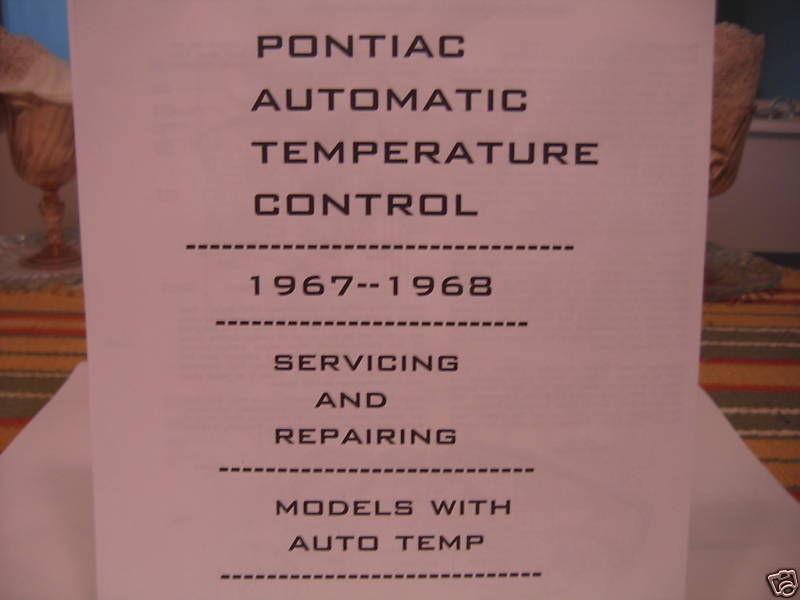 PONTIAC
AUTOMATIC
TEMPERATURE
CONTROL
---------------------------------
1967--1968
---------------------------
SERVICING
AND
REPAIRING
---------------------------
MODELS WITH
AUTO TEMP
---------------------------